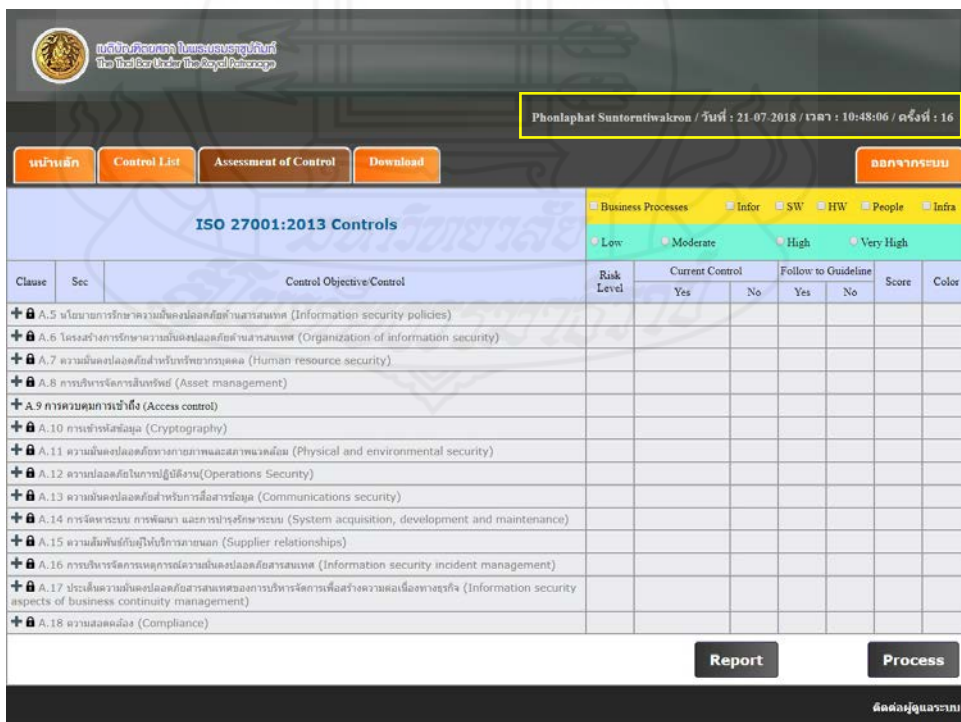 เนติบัณฑิตยสภา ในพระบรมราชูปถัมภ์
The Thai Bar Under The Royal Patronage
Phonlaphat Suntorntiwakron / วันที่ : 21-07-2018 / เวลา : 10:48:06 / ครั้งที่ : 16
หน้าหลัก Control List Assessment of Control Download ออกจากระบบ
ISO 27001:2013 Controls
Business Processes Infor SW HW People Infra
Low Moderate High Very High
Clause Sec Control Objective/Control Risk Level Current Control Follow to Guideline Score Color
Yes No Yes No
A.5 นโยบายการรักษาความมั่นคงปลอดภัยด้านสารสนเทศ (Information security policies)
A.6 โครงสร้างการรักษาความมั่นคงปลอดภัยด้านสารสนเทศ (Organization of information security)
A.7 ความมั่นคงปลอดภัยสำหรับทรัพยากรบุคคล (Human resource security)
A.8 การบริหารจัดการสินทรัพย์ (Asset management)
A.9 การควบคุมการเข้าถึง (Access control)
A.10 การเข้ารหัสข้อมูล (Cryptography)
A.11 ความมั่นคงปลอดภัยทางกายภาพและสภาพแวดล้อม (Physical and environmental security)
A.12 ความปลอดภัยในการปฏิบัติงาน(Operations Security)
A.13 ความมั่นคงปลอดภัยสำหรับการสื่อสารข้อมูล (Communications security)
A.14 การจัดหาระบบ การพัฒนา และการบำรุงรักษาระบบ (System acquisition, development and maintenance)
A.15 ความสัมพันธ์กับผู้ให้บริการภายนอก (Supplier relationships)
A.16 การบริหารจัดการเหตุการณ์ความมั่นคงปลอดภัยสารสนเทศ (Information security incident management)
A.17 ประเด็นความมั่นคงปลอดภัยสารสนเทศของการบริหารจัดการเพื่อสร้างความต่อเนื่องทางธุรกิจ (Information security
aspects of business continuity management)
A.18 ความสอดคล้อง (Compliance)
Report Process
ติดต่อผู้ดูแลระบบ